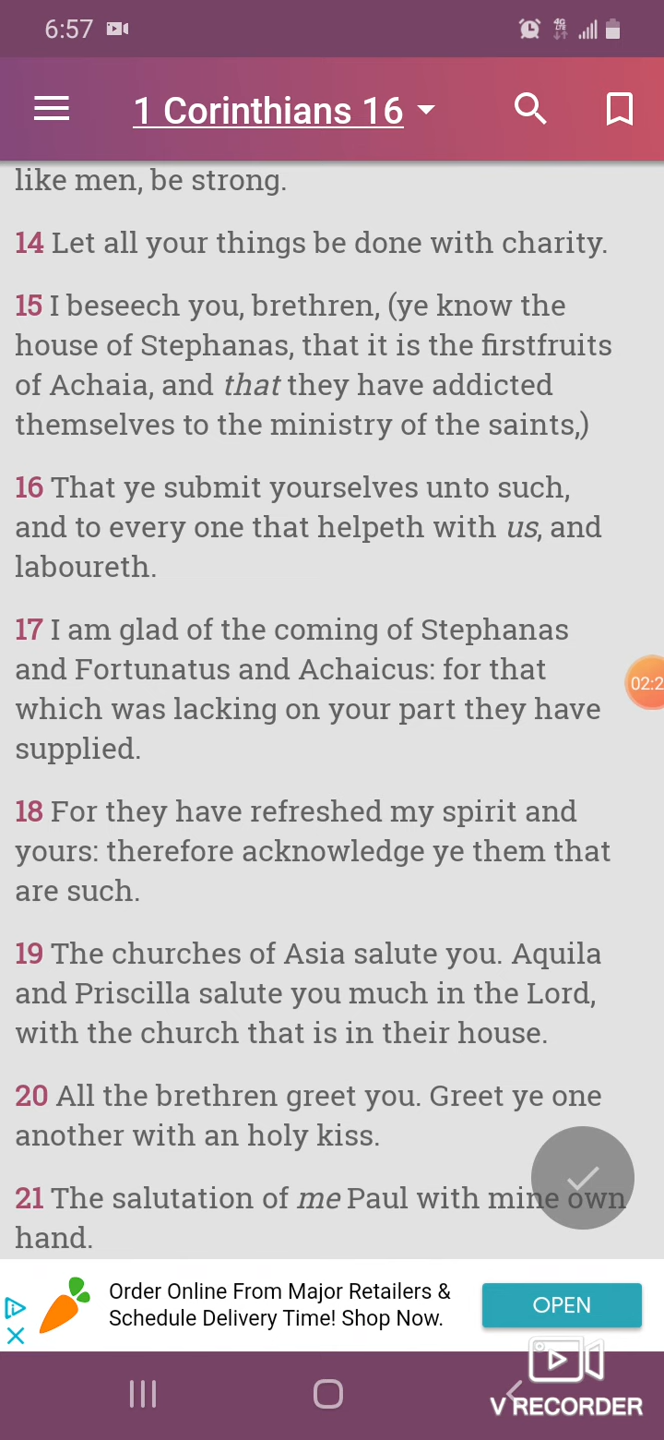 6:57
4G
LTE
1 Corinthians 16
like men, be strong.
14 Let all your things be done with charity.
15 I beseech you, brethren, (ye know the
house of Stephanas, that it is the firstfruits
of Achaia, and that they have addicted
themselves to the ministry of the saints,)
16 That ye submit yourselves unto such,
and to every one that helpeth with us, and
laboureth.
17 I am glad of the coming of Stephanas
and Fortunatus and Achaicus: for that
which was lacking on your part they have
02:2
supplied.
18 For they have refreshed my spirit and
yours: therefore acknowledge ye them that
are such.
19 The churches of Asia salute you. Aquila
and Priscilla salute you much in the Lord,
with the church that is in their house.
20 All the brethren greet you. Greet ye one
another with an holy kiss.
21 The salutation of me Paul with mine own
hand.
Order Online From Major Retailers &
Schedule Delivery Time! Shop Now.
OPEN
V RECORDER